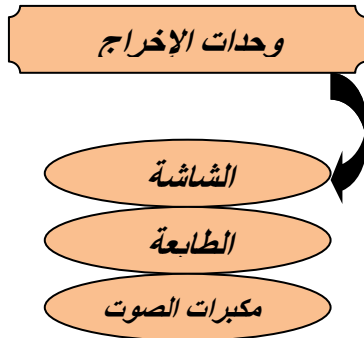 وحدات الإخراج
الشاشة
الطابعة
مكبرات الصوت